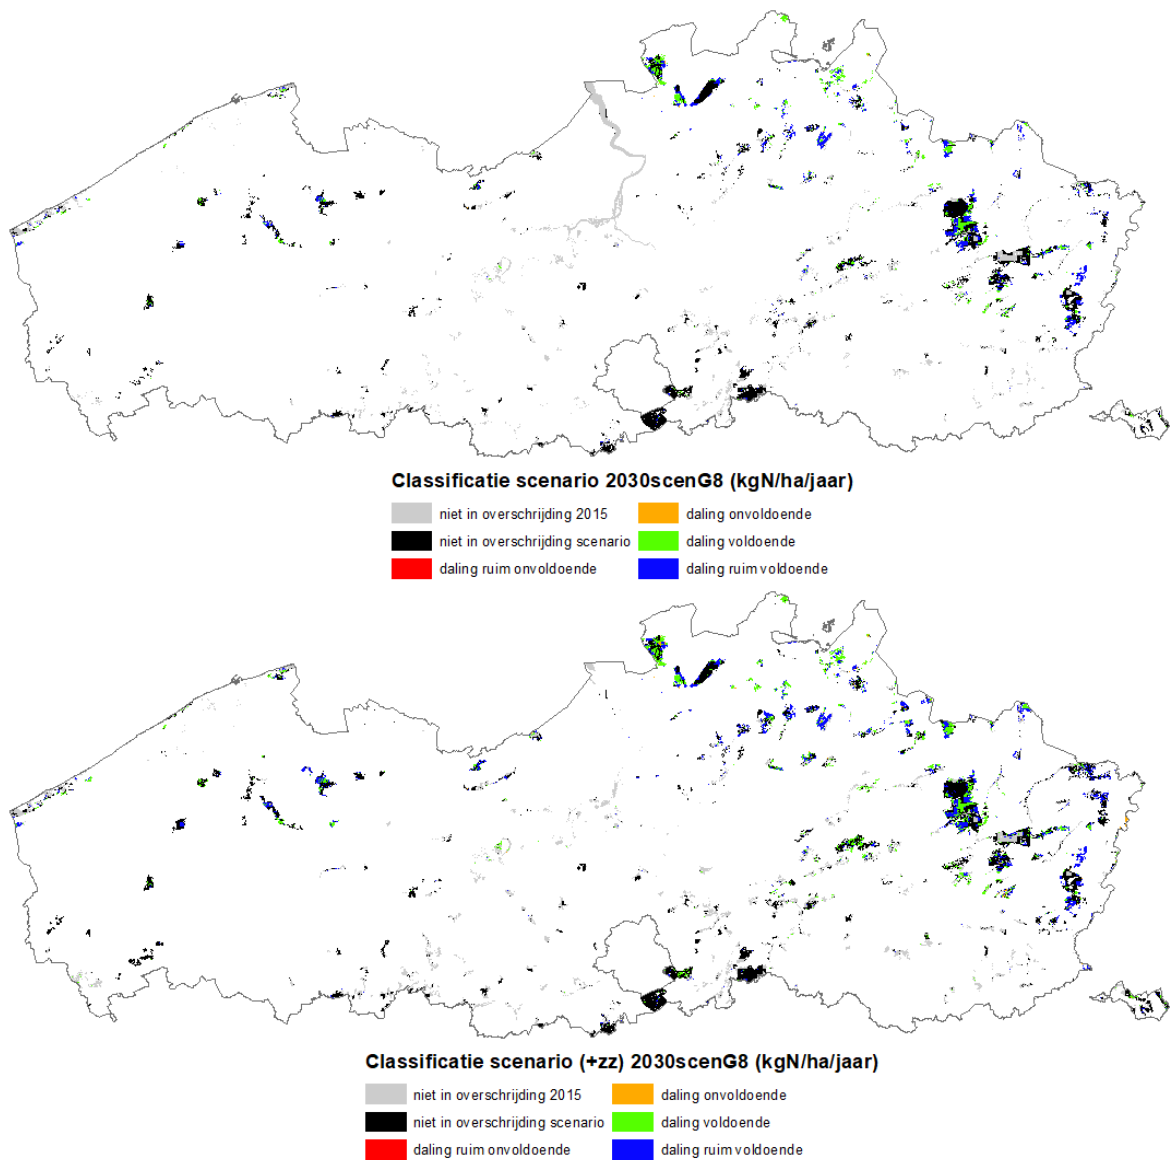 Classificatie scenario 2030scenG8 (kgN/ha/jaar)
niet in overschrijding 2015
daling onvoldoende
niet in overschrijding scenario
daling voldoende
daling ruim onvoldoende
daling ruim voldoende
Classificatie scenario (+zz) 2030scenG8 (kgN/ha/jaar)
niet in overschrijding 2015
daling onvoldoende
niet in overschrijding scenario
daling voldoende
daling ruim onvoldoende
daling ruim voldoende